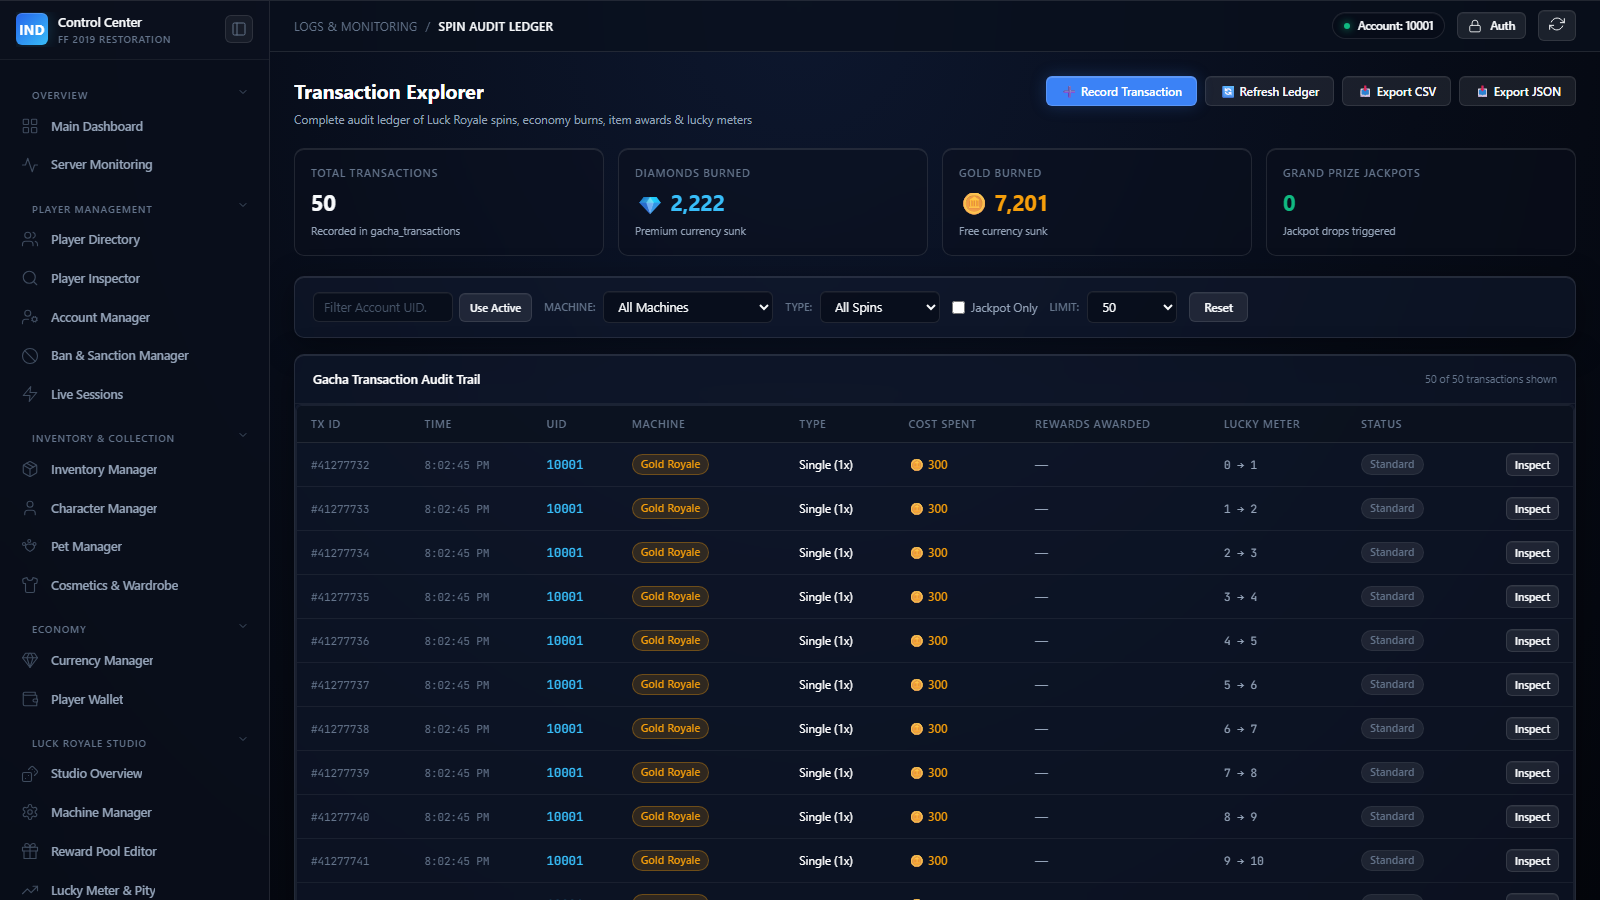 IND
Control Center
FF 2019 RESTORATION
OVERVIEW
Main Dashboard
Server Monitoring
PLAYER MANAGEMENT
Player Directory
Player Inspector
Account Manager
Ban & Sanction Manager
Live Sessions
INVENTORY & COLLECTION
Inventory Manager
Character Manager
Pet Manager
Cosmetics & Wardrobe
ECONOMY
Currency Manager
Player Wallet
LUCK ROYALE STUDIO
Studio Overview
Machine Manager
Reward Pool Editor
Lucky Meter & Pity
LOGS & MONITORING / SPIN AUDIT LEDGER
Account: 10001
Auth
Transaction Explorer
Complete audit ledger of Luck Royale spins, economy burns, item awards & lucky meters
Record Transaction
Refresh Ledger
Export CSV
Export JSON
TOTAL TRANSACTIONS
50
Recorded in gacha_transactions
DIAMONDS BURNED
2,222
Premium currency sunk
GOLD BURNED
7,201
Free currency sunk
GRAND PRIZE JACKPOTS
0
Jackpot drops triggered
Filter Account UID. Use Active MACHINE: All Machines TYPE: All Spins Jackpot Only LIMIT: 50 Reset
Gacha Transaction Audit Trail
50 of 50 transactions shown
TX ID TIME UID MACHINE TYPE COST SPENT REWARDS AWARDED LUCKY METER STATUS
#41277732 8:02:45 PM 10001 Gold Royale Single (1x) 300 — 0 → 1 Standard Inspect
#41277733 8:02:45 PM 10001 Gold Royale Single (1x) 300 — 1 → 2 Standard Inspect
#41277734 8:02:45 PM 10001 Gold Royale Single (1x) 300 — 2 → 3 Standard Inspect
#41277735 8:02:45 PM 10001 Gold Royale Single (1x) 300 — 3 → 4 Standard Inspect
#41277736 8:02:45 PM 10001 Gold Royale Single (1x) 300 — 4 → 5 Standard Inspect
#41277737 8:02:45 PM 10001 Gold Royale Single (1x) 300 — 5 → 6 Standard Inspect
#41277738 8:02:45 PM 10001 Gold Royale Single (1x) 300 — 6 → 7 Standard Inspect
#41277739 8:02:45 PM 10001 Gold Royale Single (1x) 300 — 7 → 8 Standard Inspect
#41277740 8:02:45 PM 10001 Gold Royale Single (1x) 300 — 8 → 9 Standard Inspect
#41277741 8:02:45 PM 10001 Gold Royale Single (1x) 300 — 9 → 10 Standard Inspect